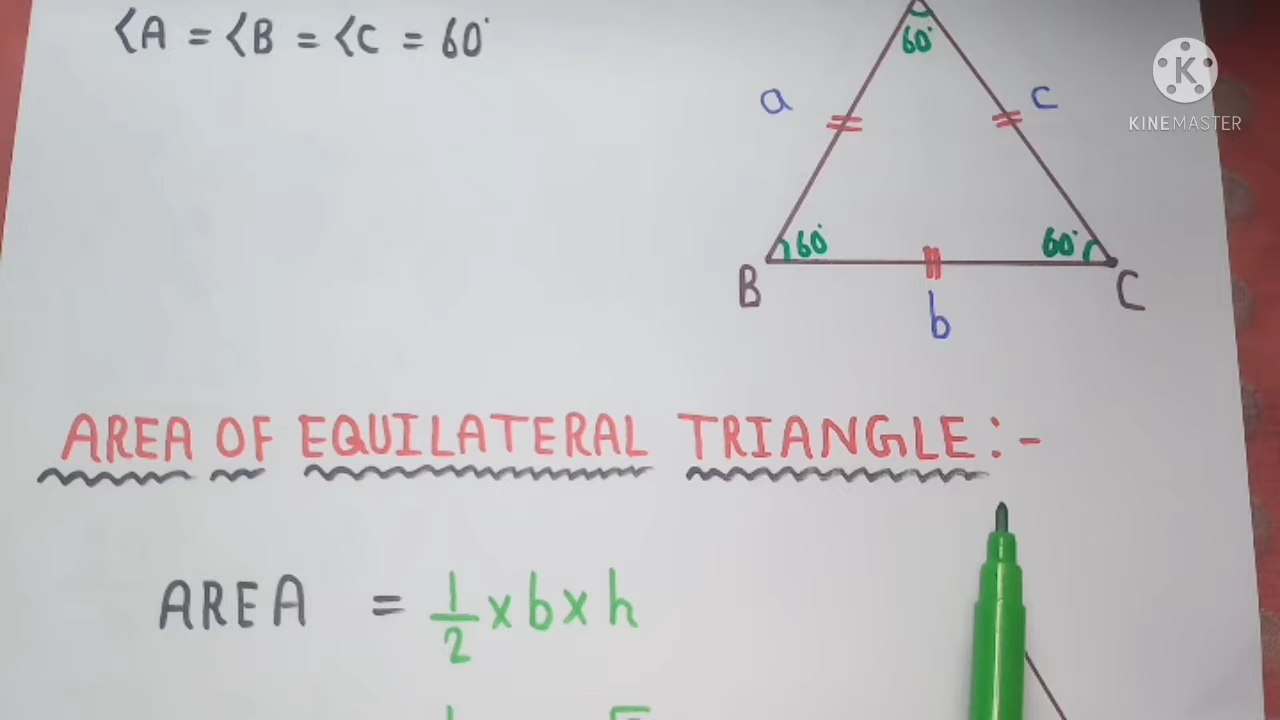 <A = <B = <C = 60°
60°
a
c
K
KINEMASTER
60°
60°
B
C
b
AREA OF EQUILATERAL TRIANGLE:-
AREA = 1/2 × b × h